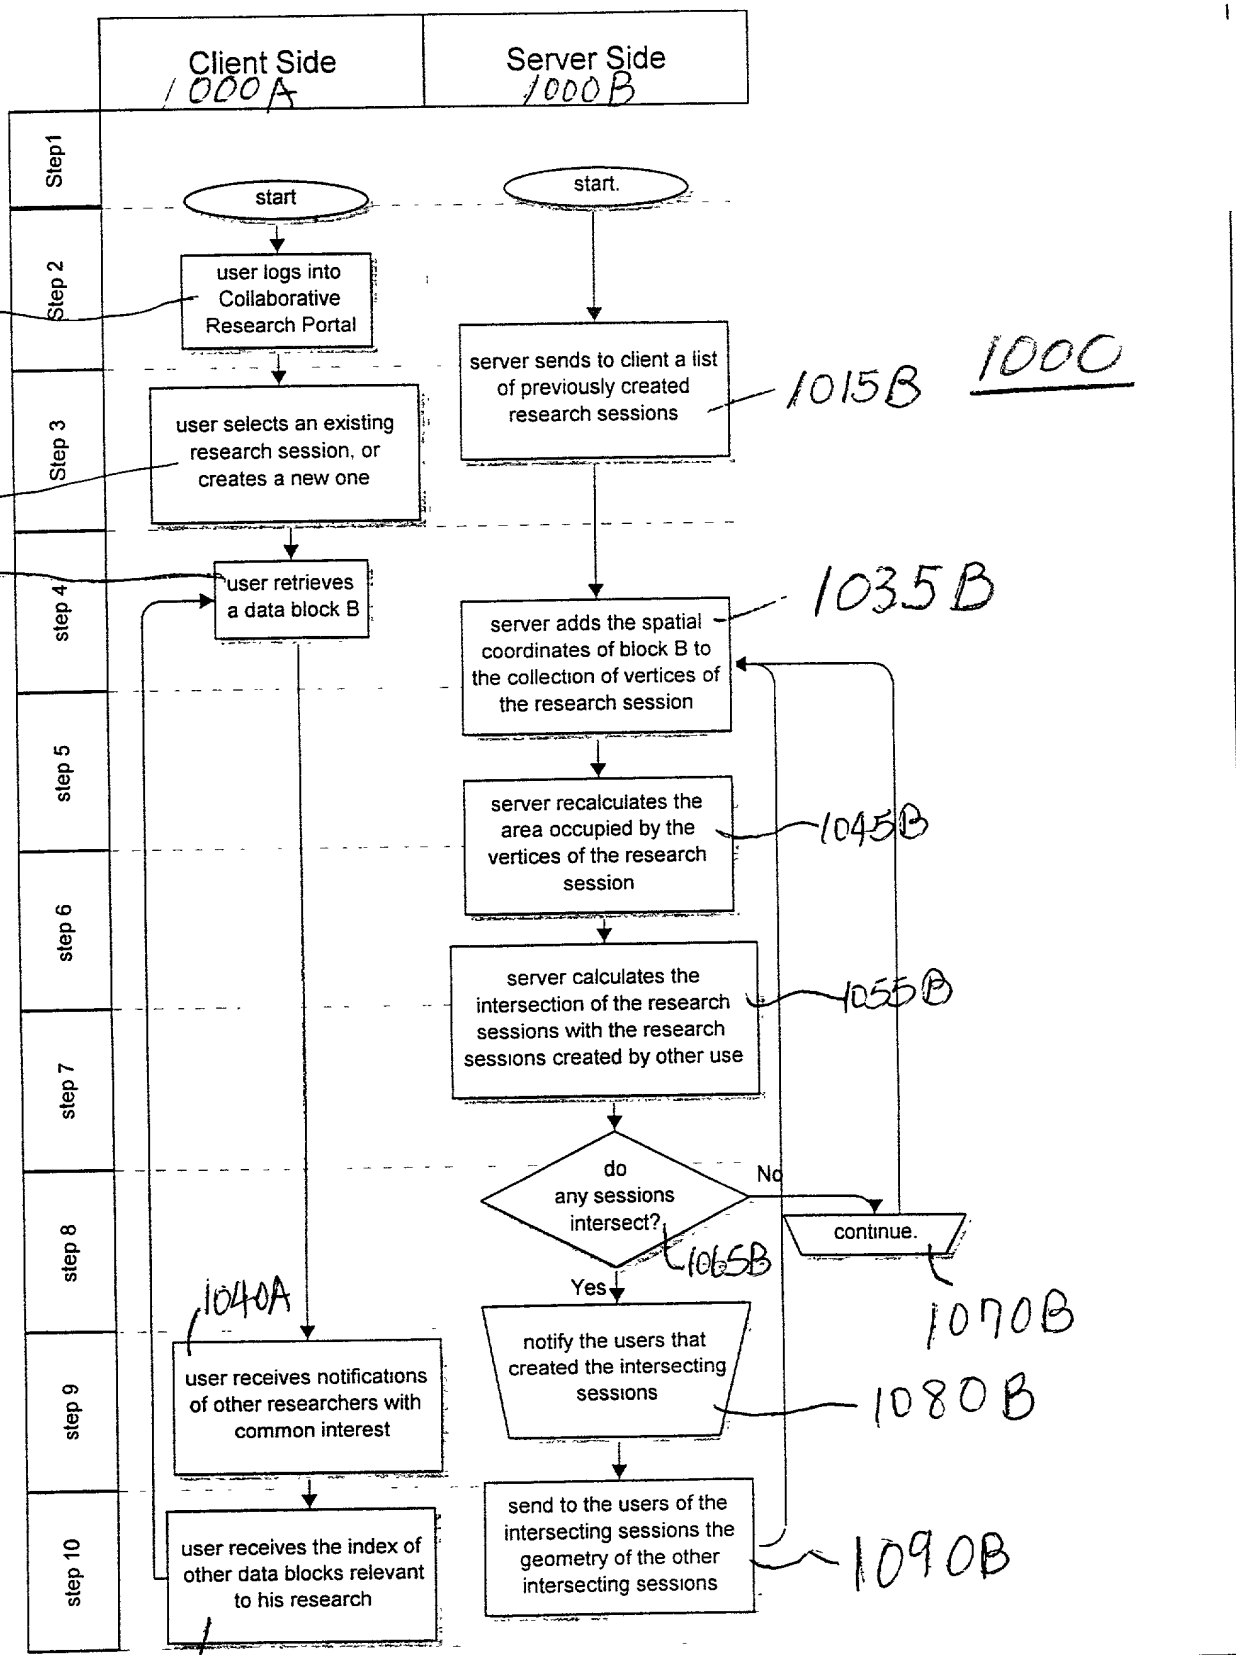 Client Side
1000A
Server Side
1000B
Step1
start
start.
Step 2
user logs into
Collaborative
Research Portal
server sends to client a list
of previously created
research sessions
1015B
1000
Step 3
user selects an existing
research session, or
creates a new one
step 4
user retrieves
a data block B
server adds the spatial
coordinates of block B to
the collection of vertices of
the research session
1035B
step 5
server recalculates the
area occupied by the
vertices of the research
session
1045B
step 6
server calculates the
intersection of the research
sessions with the research
sessions created by other use
1055B
step 7
do
any sessions
intersect?
No
1065B
Yes
step 8
continue.
1070B
1040A
step 9
user receives notifications
of other researchers with
common interest
notify the users that
created the intersecting
sessions
1080B
step 10
user receives the index of
other data blocks relevant
to his research
send to the users of the
intersecting sessions the
geometry of the other
intersecting sessions
1090B